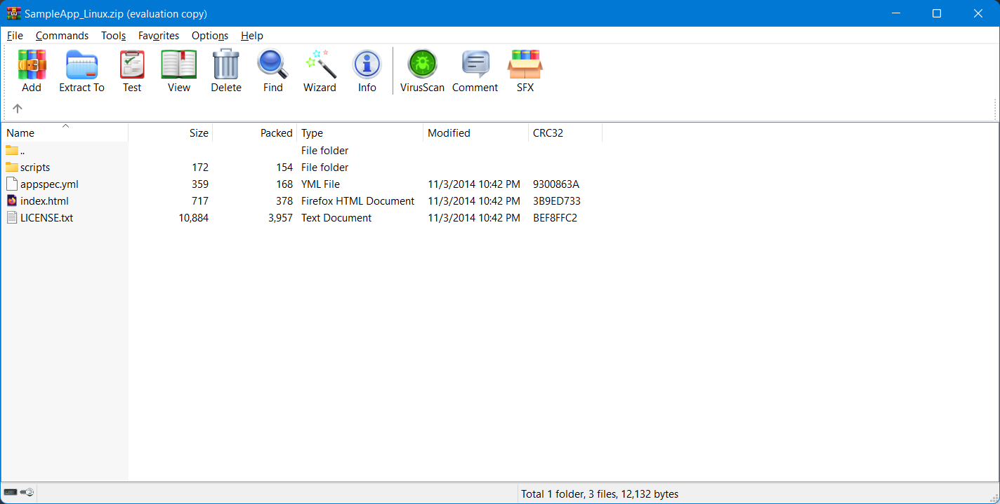 SampleApp_Linux.zip (evaluation copy)
File Commands Tools Favorites Options Help
Add Extract To Test View Delete Find Wizard Info VirusScan Comment SFX
Name Size Packed Type Modified CRC32
.. File folder
scripts 172 154 File folder
appspec.yml 359 168 YML File 11/3/2014 10:42 PM 9300863A
index.html 717 378 Firefox HTML Document 11/3/2014 10:42 PM 3B9ED733
LICENSE.txt 10,884 3,957 Text Document 11/3/2014 10:42 PM BEF8FFC2
Total 1 folder, 3 files, 12,132 bytes